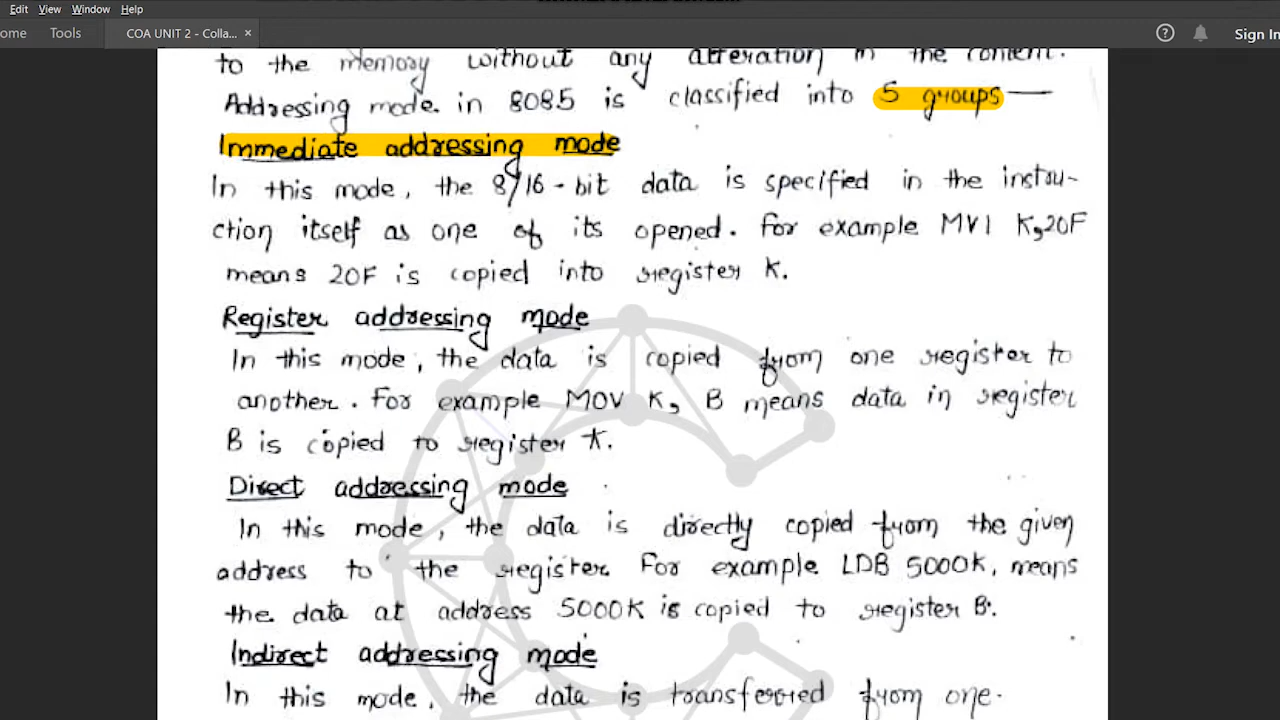 Edit View Window Help
ome Tools COA UNIT 2 - Colla... × Sign In
to the memory without any alteration in the content.
Addressing mode in 8085 is classified into 5 groups —
Immediate addressing mode
In this mode, the 8/16-bit data is specified in the instru-
ction itself as one of its opened. For example MVI K,20F
means 20F is copied into register K.
Register addressing mode
In this mode, the data is copied from one register to
another. For example MOV K, B means data in register
B is copied to register K.
Direct addressing mode
In this mode, the data is directly copied from the given
address to the register. For example LDB 5000K, means
the data at address 5000K is copied to register B.
Indirect addressing mode
In this mode, the data is transferred from one